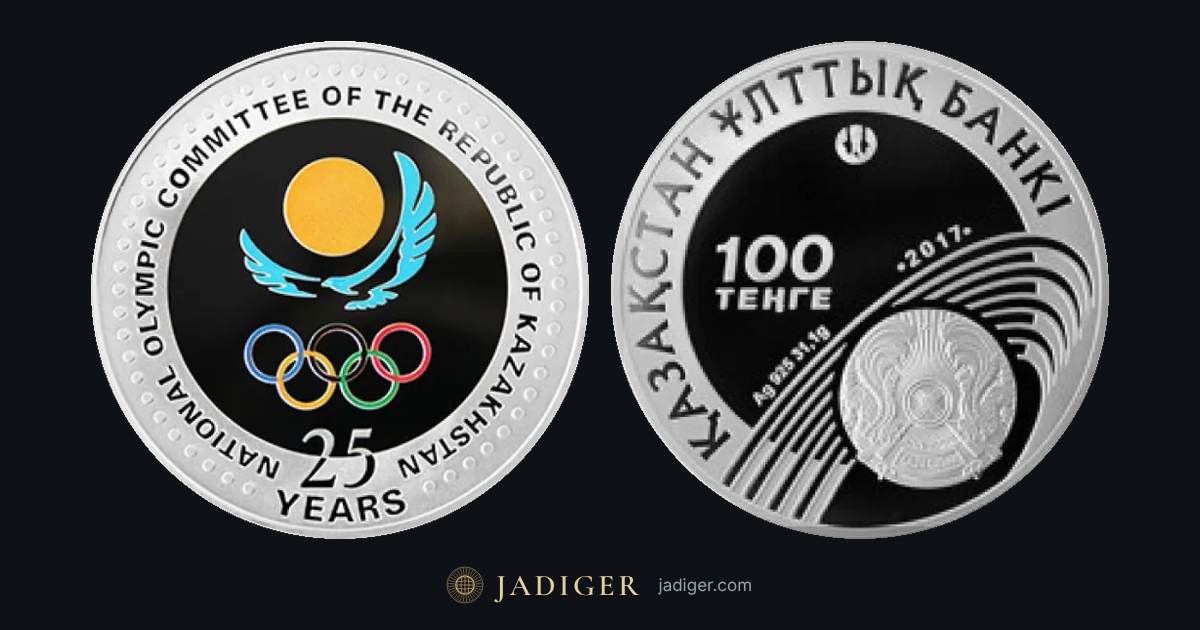 NATIONAL OLYMPIC COMMITTEE OF THE REPUBLIC OF KAZAKHSTAN
25
YEARS
ҚАЗАҚСТАН ҰЛТТЫҚ БАНКІ
100
ТЕҢГЕ
•2017•
Ag 925 31.1g
JADIGER
jadiger.com